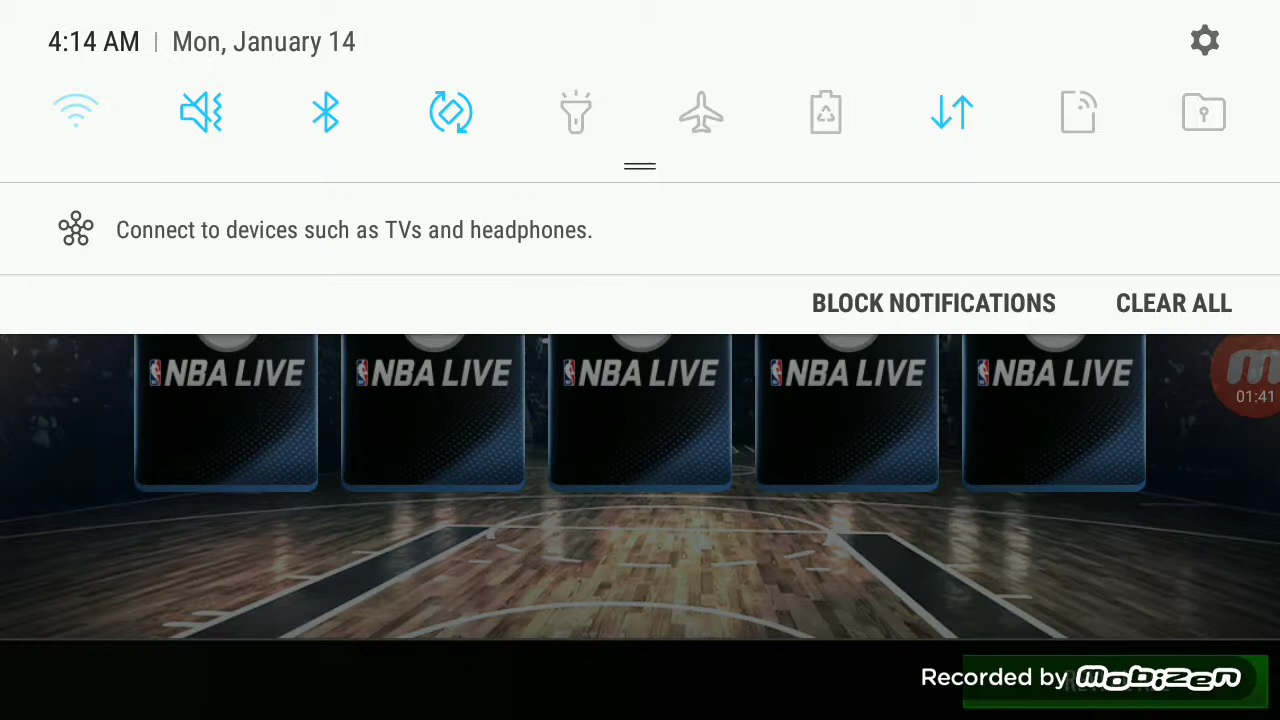 4:14 AM | Mon, January 14
Connect to devices such as TVs and headphones.
BLOCK NOTIFICATIONS CLEAR ALL
NBA LIVE NBA LIVE NBA LIVE NBA LIVE NBA LIVE
01:41
Recorded by mobizen